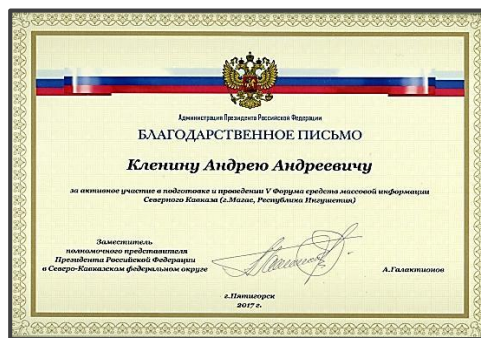 Администрация Президента Российской Федерации
БЛАГОДАРСТВЕННОЕ ПИСЬМО
Кленину Андрею Андреевичу
за активное участие в подготовке и проведении V Форума средств массовой информации
Северного Кавказа (г.Магас, Республика Ингушетия)
Заместитель
полномочного представителя
Президента Российской Федерации
в Северо-Кавказском федеральном округе
А.Галактионов
г.Пятигорск
2017 г.